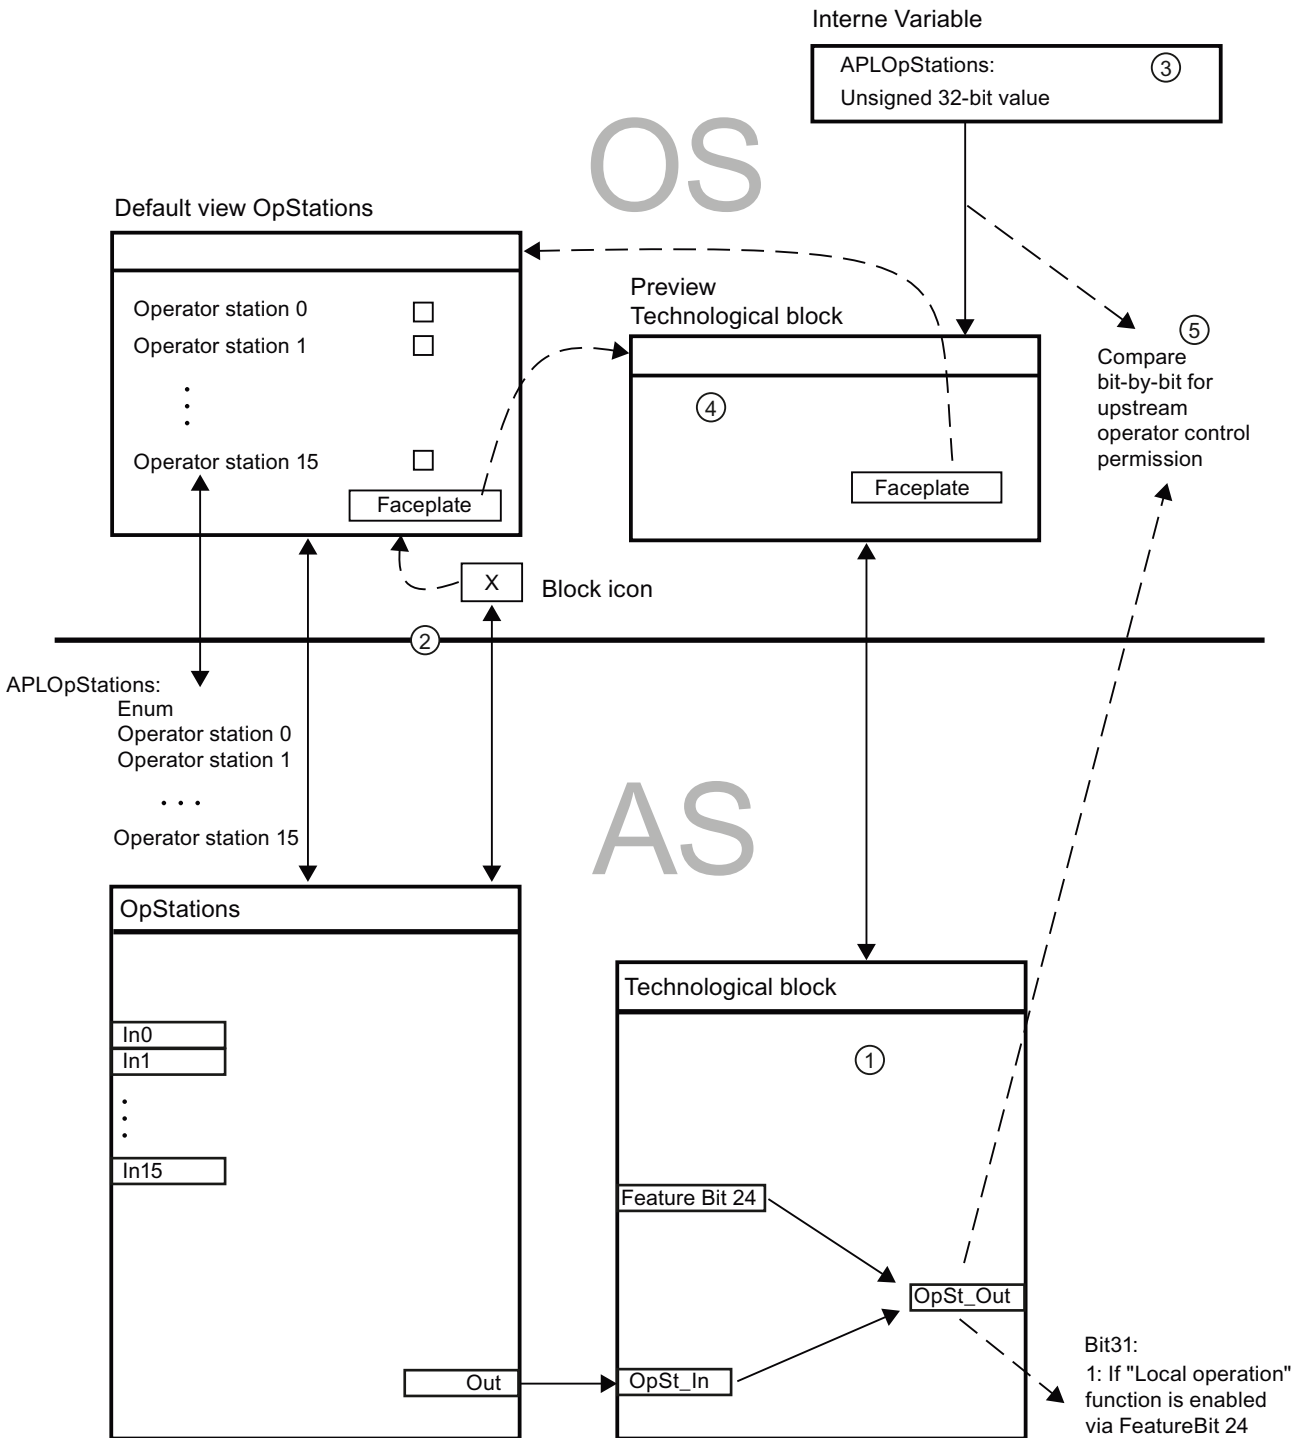 Interne Variable
APLOpStations:
3
Unsigned 32-bit value
OS
Default view OpStations
Operator station 0
Operator station 1
Operator station 15
Faceplate
Preview
Technological block
4
Faceplate
5
Compare
bit-by-bit for
upstream
operator control
permission
X
Block icon
2
APLOpStations:
Enum
Operator station 0
Operator station 1
. . .
Operator station 15
AS
OpStations
In0
In1
In15
Out
Technological block
1
Feature Bit 24
OpSt_Out
OpSt_In
Bit31:
1: If "Local operation"
function is enabled
via FeatureBit 24